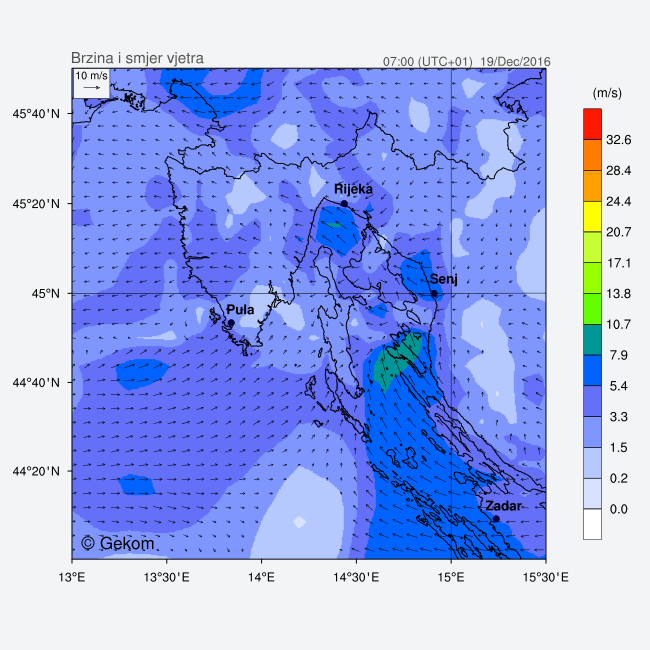 Brzina i smjer vjetra
07:00 (UTC+01) 19/Dec/2016
10 m/s
(m/s)
45°40'N
45°20'N
45°N
44°40'N
44°20'N
Rijeka
Senj
Pula
Zadar
© Gekom
13°E
13°30'E
14°E
14°30'E
15°E
15°30'E
32.6
28.4
24.4
20.7
17.1
13.8
10.7
7.9
5.4
3.3
1.5
0.2
0.0